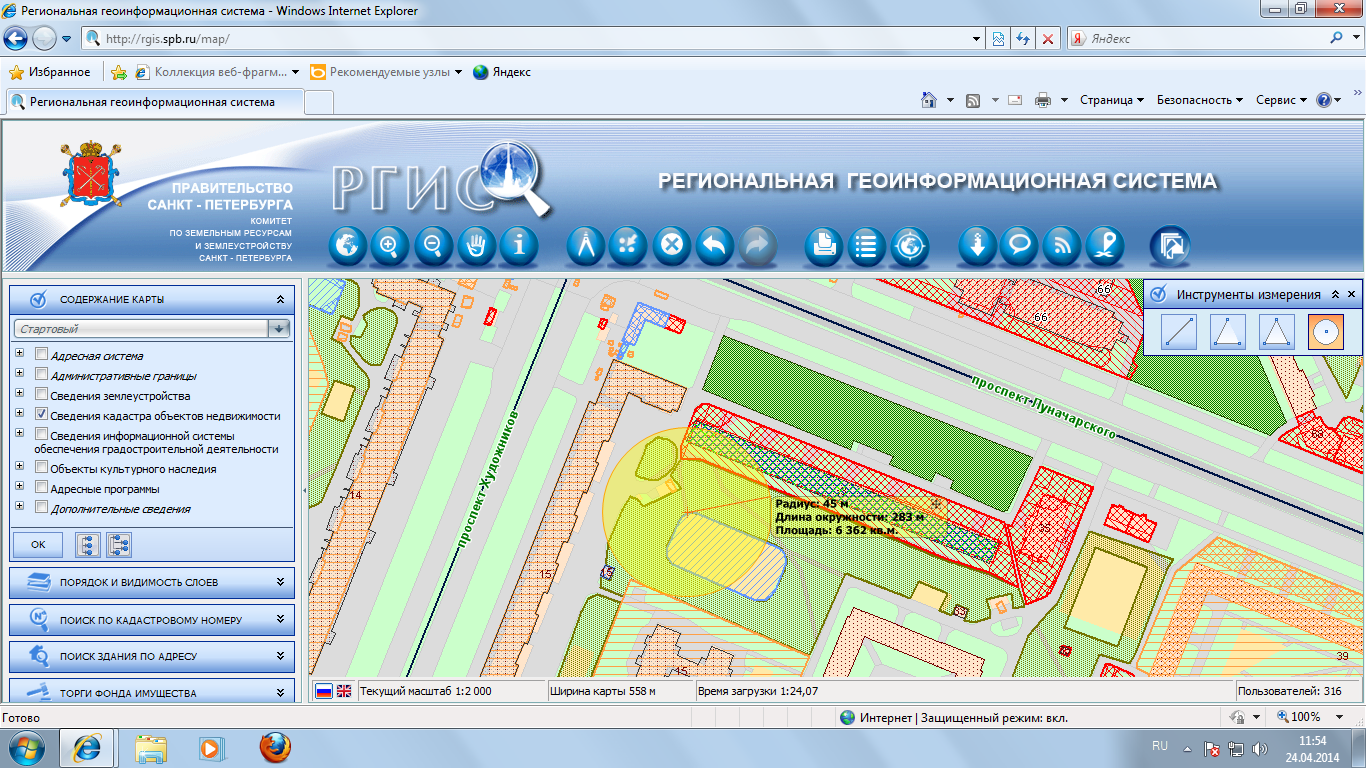 Региональная геоинформационная система - Windows Internet Explorer
http://rgis.spb.ru/map/
Яндекс
Избранное
Коллекция веб-фрагм...
Рекомендуемые узлы
Яндекс
Региональная геоинформационная система
Страница
Безопасность
Сервис
ПРАВИТЕЛЬСТВО
САНКТ - ПЕТЕРБУРГА
КОМИТЕТ
ПО ЗЕМЕЛЬНЫМ РЕСУРСАМ
И ЗЕМЛЕУСТРОЙСТВУ
САНКТ - ПЕТЕРБУРГА
РГИС
РЕГИОНАЛЬНАЯ ГЕОИНФОРМАЦИОННАЯ СИСТЕМА
СОДЕРЖАНИЕ КАРТЫ
Стартовый
Адресная система
Административные границы
Сведения землеустройства
Сведения кадастра объектов недвижимости
Сведения информационной системы
обеспечения градостроительной деятельности
Объекты культурного наследия
Адресные программы
Дополнительные сведения
ОК
ПОРЯДОК И ВИДИМОСТЬ СЛОЕВ
ПОИСК ПО КАДАСТРОВОМУ НОМЕРУ
ПОИСК ЗДАНИЯ ПО АДРЕСУ
ТОРГИ ФОНДА ИМУЩЕСТВА
Инструменты измерения
66
66
проспект Луначарского
проспект Художников
14
15
Радиус: 45 м
Длина окружности: 283 м
Площадь: 6 362 кв.м.
39
Текущий масштаб 1:2 000
Ширина карты 558 м
Время загрузки 1:24,07
Пользователей: 316
Готово
Интернет | Защищенный режим: вкл.
100%
RU
11:54
24.04.2014